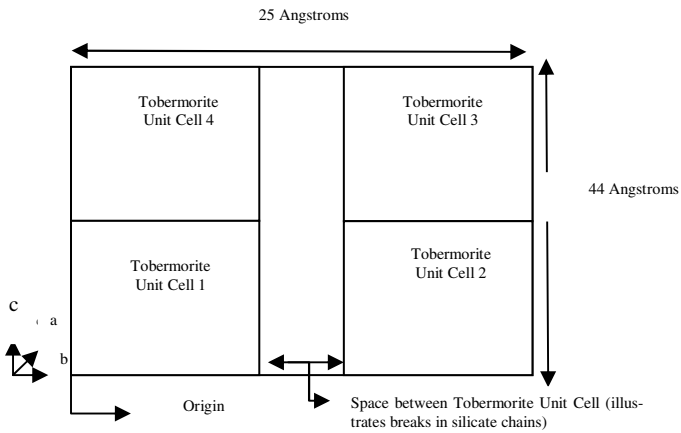 25 Angstroms
Tobermorite
Unit Cell 4
Tobermorite
Unit Cell 3
44 Angstroms
Tobermorite
Unit Cell 1
Tobermorite
Unit Cell 2
c
a
b
Origin
Space between Tobermorite Unit Cell (illus-
trates breaks in silicate chains)